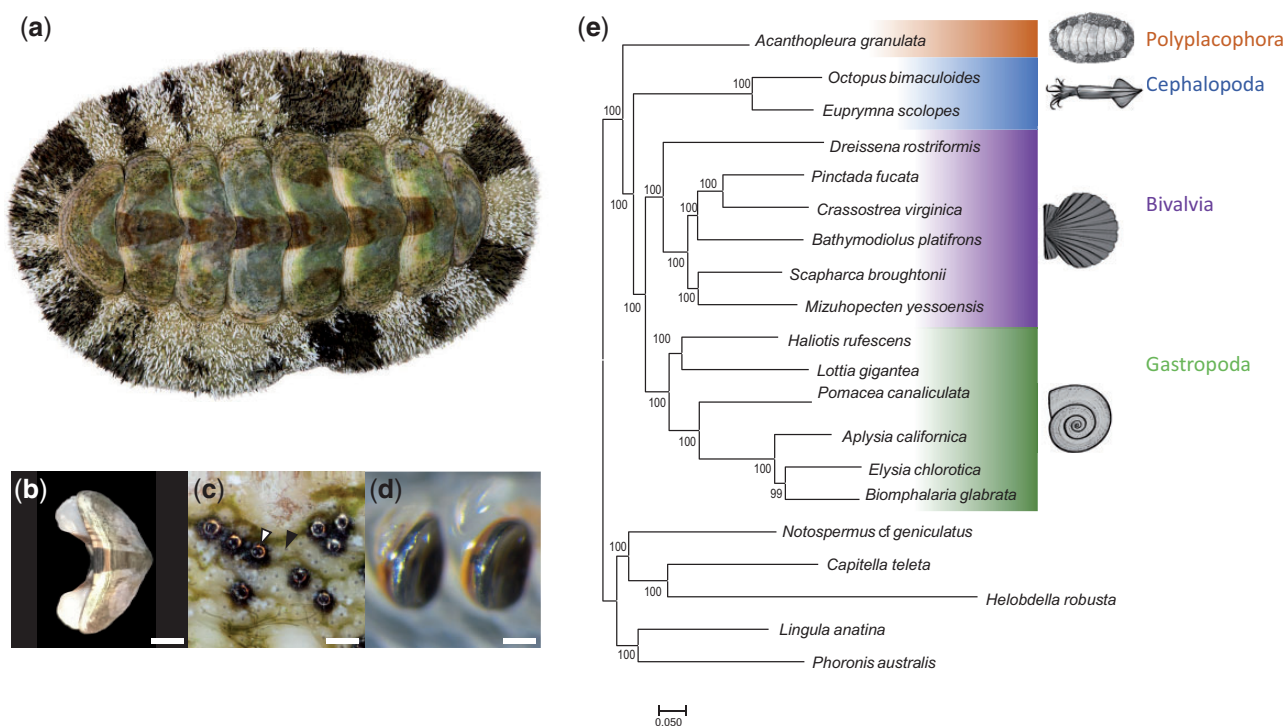 (a)
(b)
(c)
(d)
(e)
Acanthopleura granulata
Polyplacophora
Octopus bimaculoides
Cephalopoda
100
Euprymna scolopes
100
Dreissena rostriformis
Pinctada fucata
100
100
100
Bivalvia
Crassostrea virginica
100
Bathymodiolus platifrons
100
Scapharca broughtonii
100
Mizuhopecten yessoensis
100
Haliotis rufescens
100
Gastropoda
Lottia gigantea
Pomacea canaliculata
100
Aplysia californica
100
Elysia chlorotica
100
99
Biomphalaria glabrata
Notospermus cf geniculatus
100
Capitella teleta
100
Helobdella robusta
Lingula anatina
100
Phoronis australis
0.050